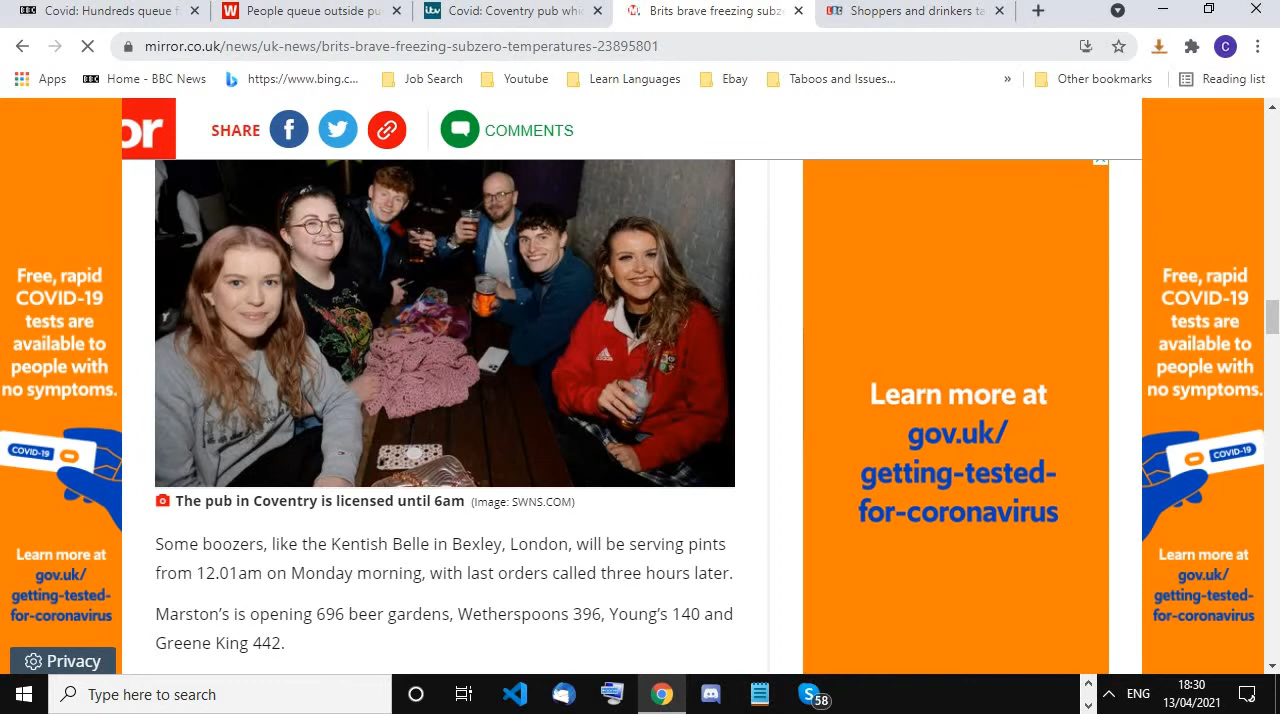 Covid: Hundreds queue f
People queue outside pu
Covid: Coventry pub whi
Brits brave freezing subze
Shoppers and drinkers ta
mirror.co.uk/news/uk-news/brits-brave-freezing-subzero-temperatures-23895801
C
Apps
BBC
Home - BBC News
https://www.bing.c...
Job Search
Youtube
Learn Languages
Ebay
Taboos and Issues...
»
Other bookmarks
Reading list
or
SHARE
COMMENTS
Free, rapid
COVID-19
tests are
available to
people with
no symptoms.
COVID-19
Learn more at
gov.uk/
getting-tested-
for-coronavirus
Privacy
The pub in Coventry is licensed until 6am (Image: SWNS.COM)
Some boozers, like the Kentish Belle in Bexley, London, will be serving pints
from 12.01am on Monday morning, with last orders called three hours later.
Marston's is opening 696 beer gardens, Wetherspoons 396, Young's 140 and
Greene King 442.
Learn more at
gov.uk/
getting-tested-
for-coronavirus
Free, rapid
COVID-19
tests are
available to
people with
no symptoms.
COVID-19
Learn more at
gov.uk/
getting-tested-
for-coronavirus
Type here to search
58
ENG
18:30
13/04/2021